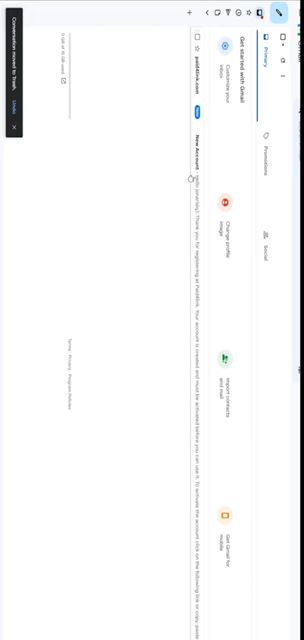 Primary
Promotions
Social
Get started with Gmail
Customize your
inbox
Change profile
image
Import contacts
and mail
Get Gmail for
mobile
paid4link.com
New
New Account - Hello
Thank you for registering at Paid4link. Your account is created and must be activated before you can use it. To activate the account click on the following link or copy-paste
0 GB of 15 GB used
Terms · Privacy · Program Policies
Conversation moved to Trash.
Undo